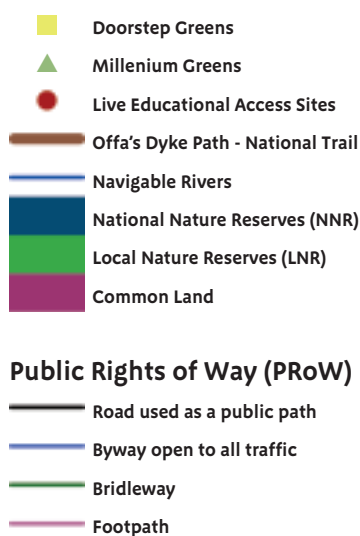 Doorstep Greens
Millenium Greens
Live Educational Access Sites
Offa's Dyke Path - National Trail
Navigable Rivers
National Nature Reserves (NNR)
Local Nature Reserves (LNR)
Common Land
Public Rights of Way (PRoW)
Road used as a public path
Byway open to all traffic
Bridleway
Footpath